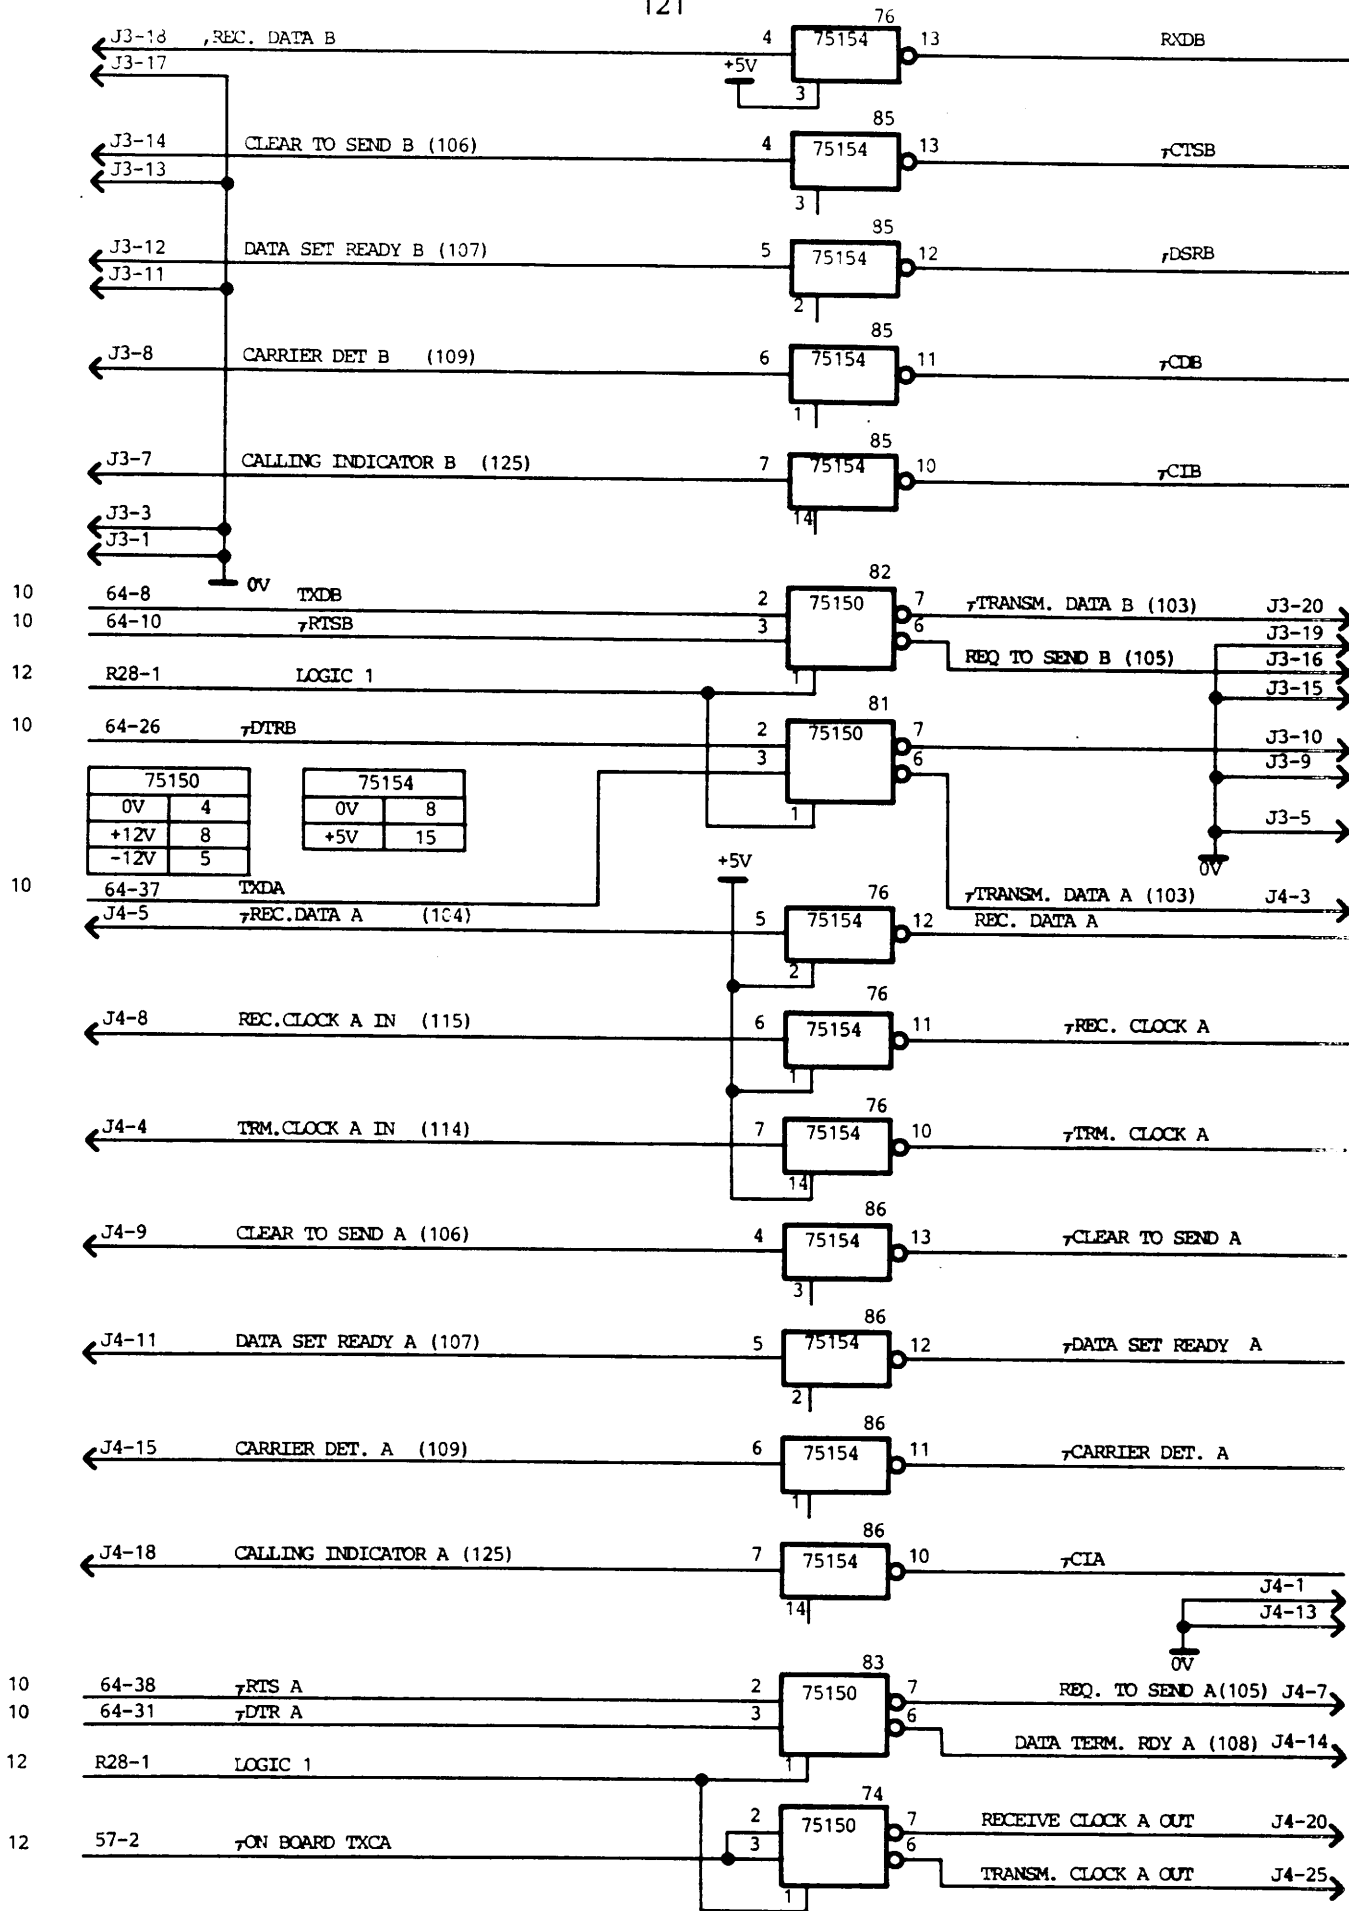 121
J3-18 ,REC. DATA B 4 75154 76 13 RXDB
J3-17 +5V 3
J3-14 CLEAR TO SEND B (106) 4 75154 85 13 ┐CTSB
J3-13 3
J3-12 DATA SET READY B (107) 5 75154 85 12 ┐DSRB
J3-11 2
J3-8 CARRIER DET B (109) 6 75154 85 11 ┐CDB
1
J3-7 CALLING INDICATOR B (125) 7 75154 85 10 ┐CIB
14
J3-3
J3-1
0V
10 64-8 TXDB 2 75150 82 7 ┐TRANSM. DATA B (103) J3-20
10 64-10 ┐RTSB 3 6 J3-19
REQ TO SEND B (105) J3-16
12 R28-1 LOGIC 1 1 J3-15
10 64-26 ┐DTRB 2 75150 81 7 J3-10
3 6 J3-9
1 J3-5
0V
75150
0V 4
+12V 8
-12V 5
75154
0V 8
+5V 15
+5V
10 64-37 TXDA ┐TRANSM. DATA A (103) J4-3
J4-5 ┐REC.DATA A (104) 5 75154 76 12 REC. DATA A
2
J4-8 REC.CLOCK A IN (115) 6 75154 76 11 ┐REC. CLOCK A
1
J4-4 TRM.CLOCK A IN (114) 7 75154 76 10 ┐TRM. CLOCK A
14
J4-9 CLEAR TO SEND A (106) 4 75154 86 13 ┐CLEAR TO SEND A
3
J4-11 DATA SET READY A (107) 5 75154 86 12 ┐DATA SET READY A
2
J4-15 CARRIER DET. A (109) 6 75154 86 11 ┐CARRIER DET. A
1
J4-18 CALLING INDICATOR A (125) 7 75154 86 10 ┐CIA
14
J4-1
J4-13
0V
10 64-38 ┐RTS A 2 75150 83 7 REQ. TO SEND A(105) J4-7
10 64-31 ┐DTR A 3 6 DATA TERM. RDY A (108) J4-14
12 R28-1 LOGIC 1 1
2 75150 74 7 RECEIVE CLOCK A OUT J4-20
12 57-2 ┐ON BOARD TXCA 3 6 TRANSM. CLOCK A OUT J4-25
1